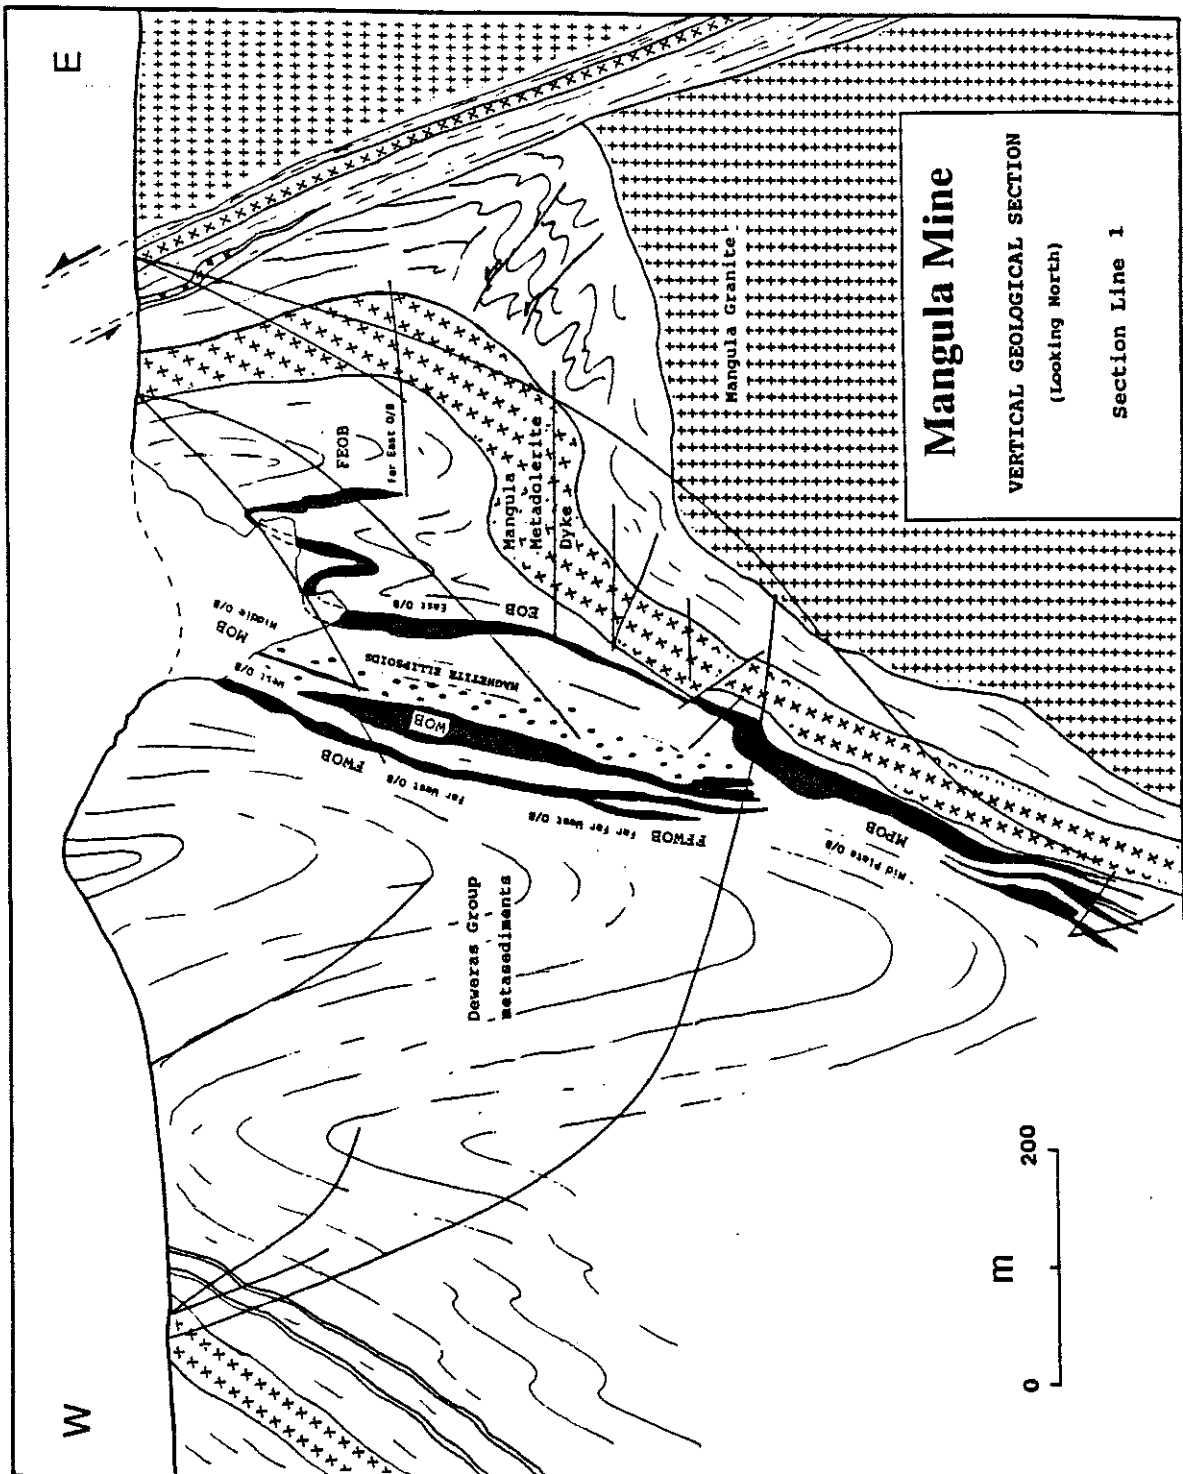 W
E
FEOB
Far East O/B
Middle O/B
MOB
East O/B
EOB
West O/B
WOB
MAGNETITE ELLIPSOIDS
FWOB
Far West O/B
Far Far West O/B
FFWOB
Mid Plate O/B
MPOB
Mangula
Metadolerite
Dyke
Deweras Group
metasediments
Mangula Granite
Mangula Mine
VERTICAL GEOLOGICAL SECTION
(Looking North)
Section Line 1
0
200
m